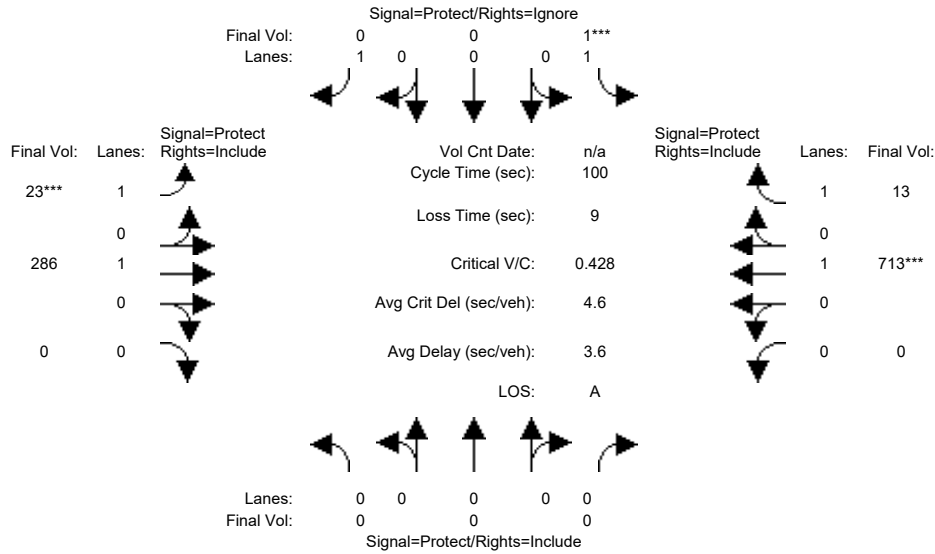 Signal=Protect/Rights=Ignore
Final Vol: 0 0 1***
Lanes: 1 0 0 0 1
Signal=Protect
Final Vol: Lanes: Rights=Include
Vol Cnt Date: n/a
Signal=Protect
Rights=Include Lanes: Final Vol:
Cycle Time (sec): 100
23*** 1
1 13
Loss Time (sec): 9
0
0
286 1
Critical V/C: 0.428
1 713***
0
Avg Crit Del (sec/veh): 4.6
0
0 0
Avg Delay (sec/veh): 3.6
0 0
LOS: A
Lanes: 0 0 0 0 0
Final Vol: 0 0 0
Signal=Protect/Rights=Include